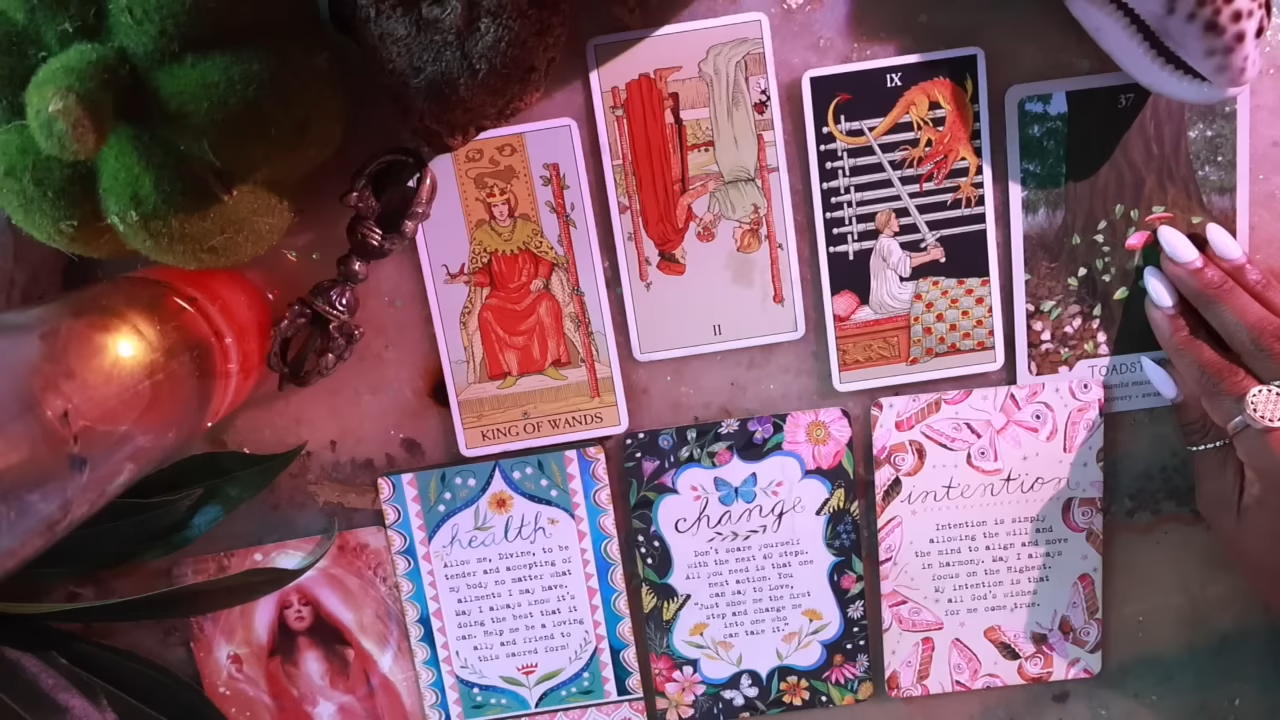 IX
37
II
KING OF WANDS
TOADST
health
Allow me, Divine, to be
tender and accepting of
my body no matter what
ailments I may have.
May I always know it's
doing the best that it
can. Help me be a loving
ally and friend to
this sacred form!
change
Don't scare yourself
with the next 40 steps.
All you need is that one
next action. You
can say to Love,
"Just show me the first
step and change me
into one who
can take it."
intention
Intention is simply
allowing the will and
the mind to align and move
in harmony. May I always
focus on the Highest.
My intention is that
all God's wishes
for me come true.